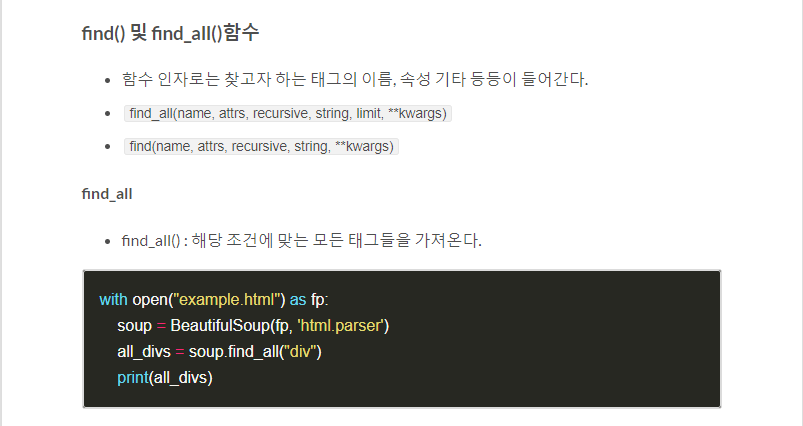 find() 및 find_all()함수
함수 인자로는 찾고자 하는 태그의 이름, 속성 기타 등등이 들어간다.
find_all(name, attrs, recursive, string, limit, **kwargs)
find(name, attrs, recursive, string, **kwargs)
find_all
find_all() : 해당 조건에 맞는 모든 태그들을 가져온다.
with open("example.html") as fp:
    soup = BeautifulSoup(fp, 'html.parser')
    all_divs = soup.find_all("div")
    print(all_divs)